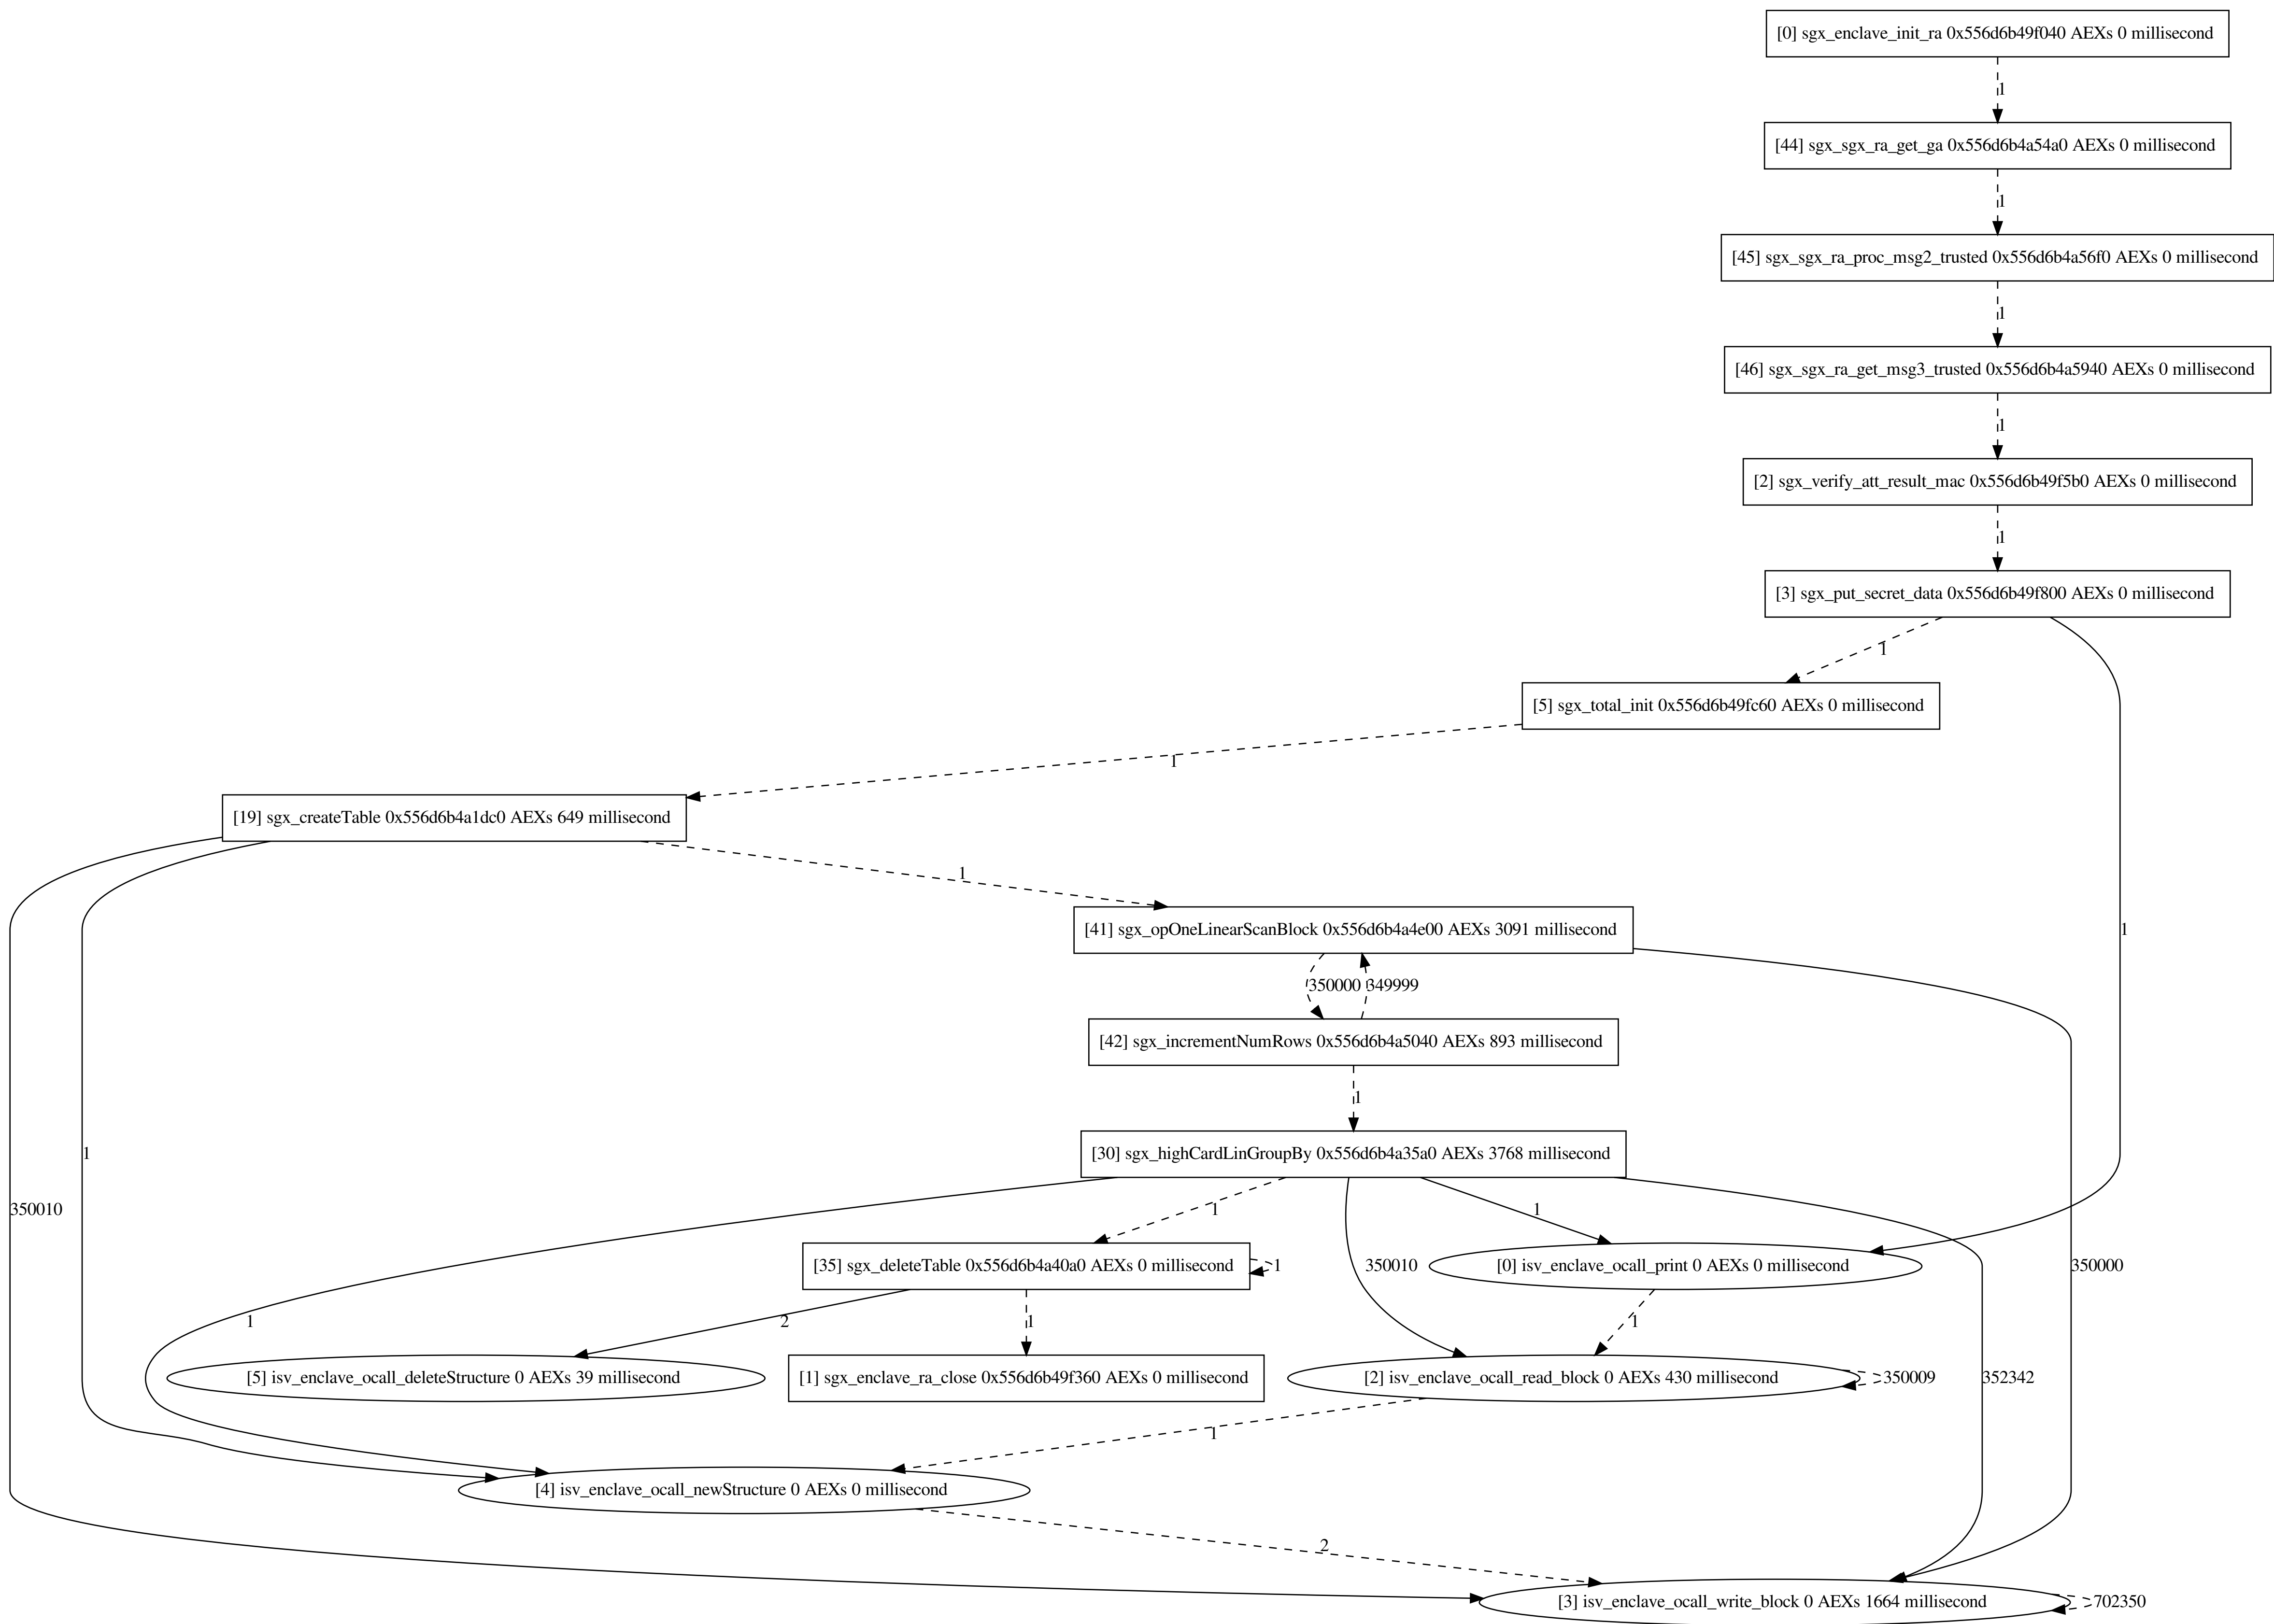 [0] sgx_enclave_init_ra 0x556d6b49f040 AEXs 0 millisecond
1
[44] sgx_sgx_ra_get_ga 0x556d6b4a54a0 AEXs 0 millisecond
1
[45] sgx_sgx_ra_proc_msg2_trusted 0x556d6b4a56f0 AEXs 0 millisecond
1
[46] sgx_sgx_ra_get_msg3_trusted 0x556d6b4a5940 AEXs 0 millisecond
1
[2] sgx_verify_att_result_mac 0x556d6b49f5b0 AEXs 0 millisecond
1
[3] sgx_put_secret_data 0x556d6b49f800 AEXs 0 millisecond
1
[5] sgx_total_init 0x556d6b49fc60 AEXs 0 millisecond
1
[19] sgx_createTable 0x556d6b4a1dc0 AEXs 649 millisecond
1
[41] sgx_opOneLinearScanBlock 0x556d6b4a4e00 AEXs 3091 millisecond
1
350000
349999
[42] sgx_incrementNumRows 0x556d6b4a5040 AEXs 893 millisecond
1
1
[30] sgx_highCardLinGroupBy 0x556d6b4a35a0 AEXs 3768 millisecond
350010
1
1
[35] sgx_deleteTable 0x556d6b4a40a0 AEXs 0 millisecond
1
350010
[0] isv_enclave_ocall_print 0 AEXs 0 millisecond
350000
1
2
1
1
[5] isv_enclave_ocall_deleteStructure 0 AEXs 39 millisecond
[1] sgx_enclave_ra_close 0x556d6b49f360 AEXs 0 millisecond
[2] isv_enclave_ocall_read_block 0 AEXs 430 millisecond
350009
352342
1
[4] isv_enclave_ocall_newStructure 0 AEXs 0 millisecond
2
[3] isv_enclave_ocall_write_block 0 AEXs 1664 millisecond
702350